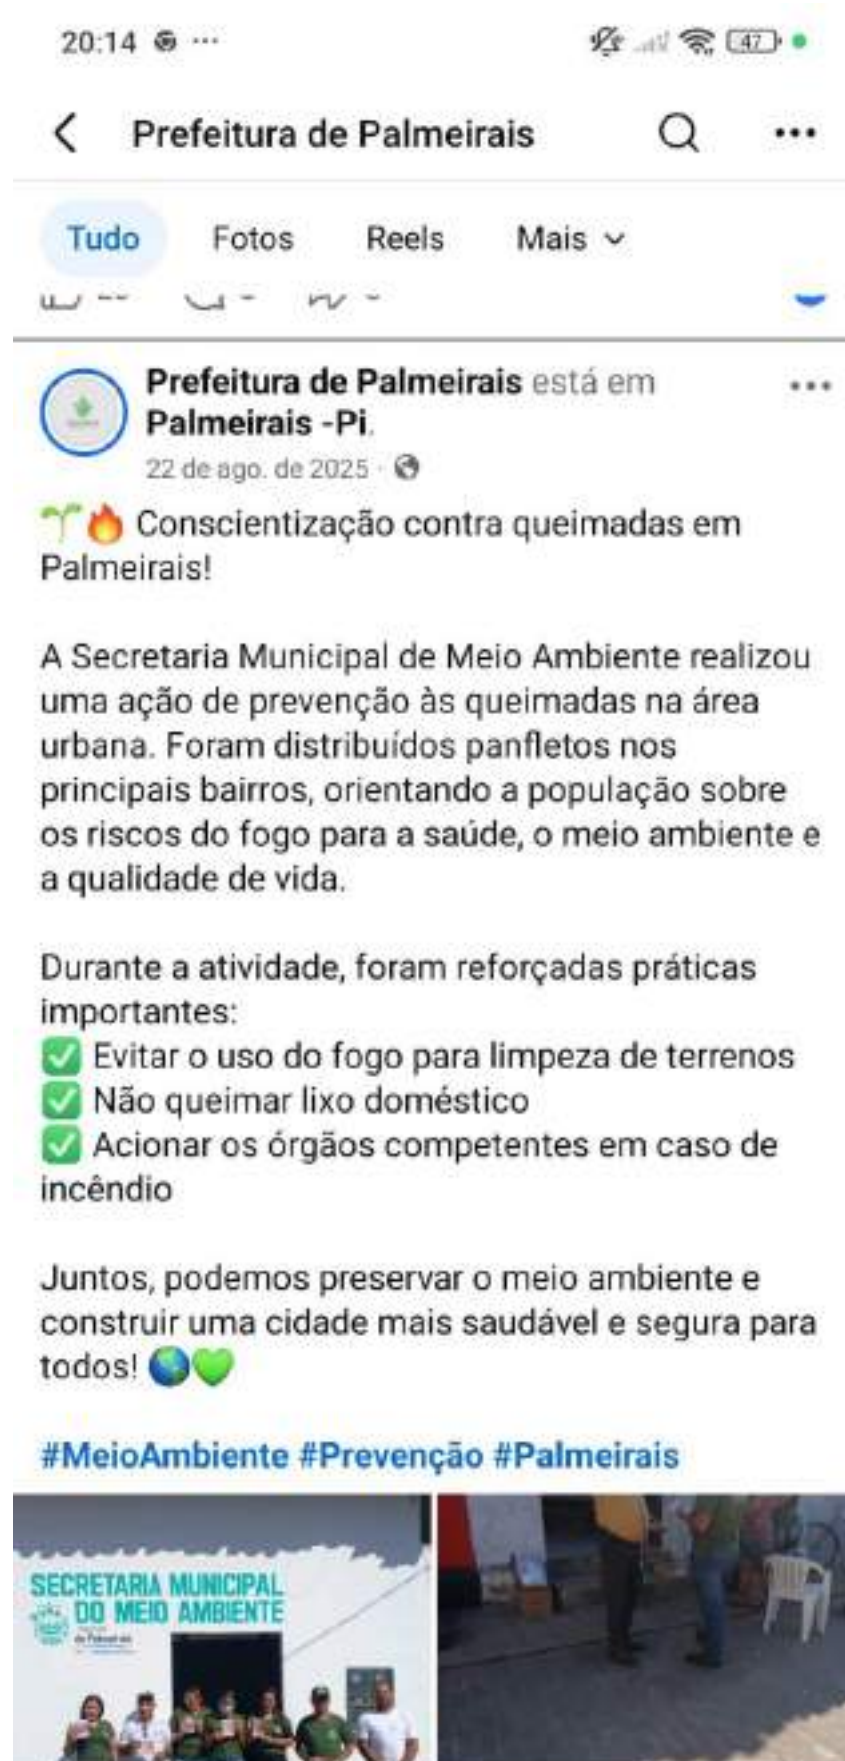 20:14
47
Prefeitura de Palmeirais
Tudo Fotos Reels Mais
Prefeitura de Palmeirais está em
Palmeirais -Pi.
22 de ago. de 2025 ·
🌱🔥 Conscientização contra queimadas em
Palmeirais!
A Secretaria Municipal de Meio Ambiente realizou
uma ação de prevenção às queimadas na área
urbana. Foram distribuídos panfletos nos
principais bairros, orientando a população sobre
os riscos do fogo para a saúde, o meio ambiente e
a qualidade de vida.
Durante a atividade, foram reforçadas práticas
importantes:
✅ Evitar o uso do fogo para limpeza de terrenos
✅ Não queimar lixo doméstico
✅ Acionar os órgãos competentes em caso de
incêndio
Juntos, podemos preservar o meio ambiente e
construir uma cidade mais saudável e segura para
todos! 🌎💚
#MeioAmbiente #Prevenção #Palmeirais
SECRETARIA MUNICIPAL
DO MEIO AMBIENTE